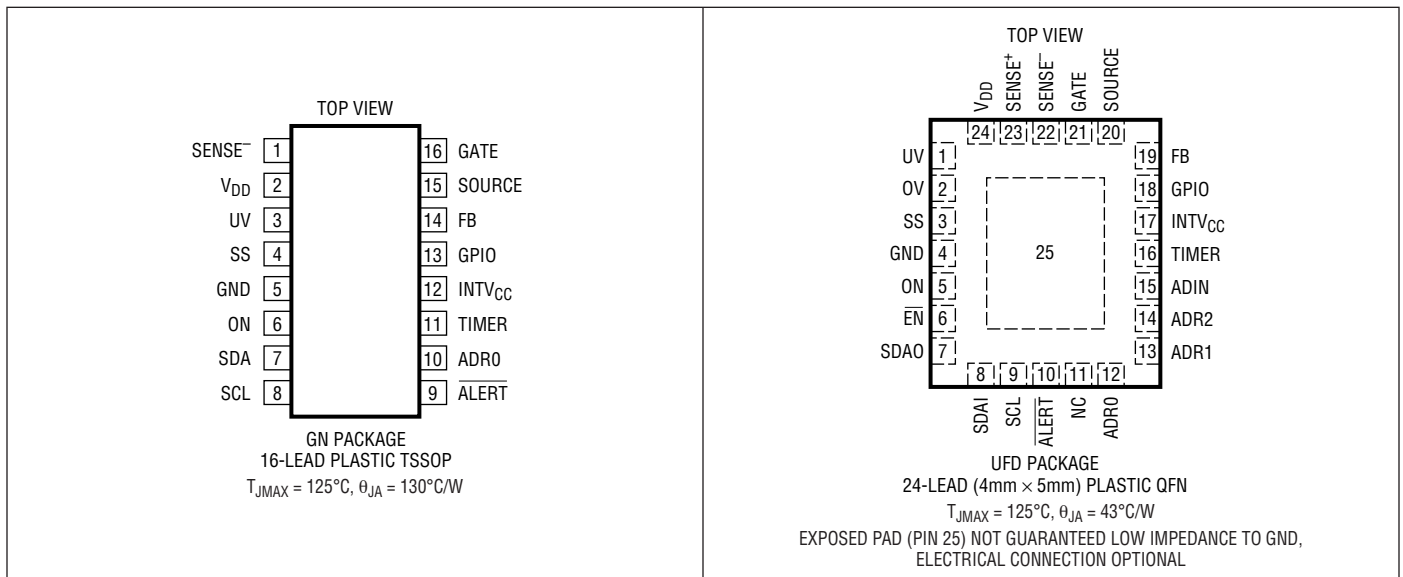 TOP VIEW
SENSE⁻ 1
V_DD 2
UV 3
SS 4
GND 5
ON 6
SDA 7
SCL 8
16 GATE
15 SOURCE
14 FB
13 GPIO
12 INTV_CC
11 TIMER
10 ADR0
9 A̅L̅E̅R̅T̅
GN PACKAGE
16-LEAD PLASTIC TSSOP
T_JMAX = 125°C, θ_JA = 130°C/W
TOP VIEW
V_DD
SENSE⁺
SENSE⁻
GATE
SOURCE
24 23 22 21 20
UV 1
OV 2
SS 3
GND 4
ON 5
E̅N̅ 6
SDAO 7
25
19 FB
18 GPIO
17 INTV_CC
16 TIMER
15 ADIN
14 ADR2
13 ADR1
8 9 10 11 12
SDAI
SCL
A̅L̅E̅R̅T̅
NC
ADR0
UFD PACKAGE
24-LEAD (4mm × 5mm) PLASTIC QFN
T_JMAX = 125°C, θ_JA = 43°C/W
EXPOSED PAD (PIN 25) NOT GUARANTEED LOW IMPEDANCE TO GND,
ELECTRICAL CONNECTION OPTIONAL